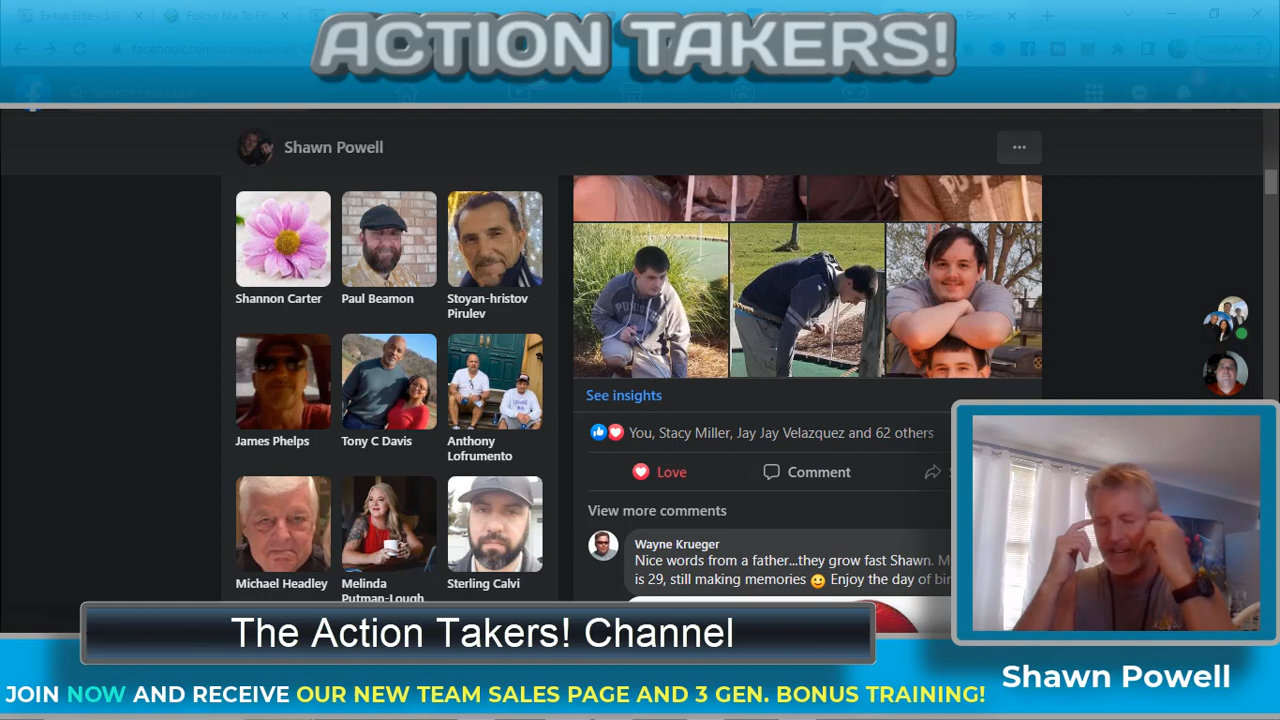 ACTION TAKERS!
Shawn Powell
Shannon Carter
Paul Beamon
Stoyan-hristov
Pirulev
James Phelps
Tony C Davis
Anthony
Lofrumento
Michael Headley
Melinda
Putman-Lough
Sterling Calvi
See insights
You, Stacy Miller, Jay Jay Velazquez and 62 others
Love
Comment
View more comments
Wayne Krueger
Nice words from a father...they grow fast Shawn. M
is 29, still making memories 😉 Enjoy the day of bi
The Action Takers! Channel
Shawn Powell
JOIN NOW AND RECEIVE OUR NEW TEAM SALES PAGE AND 3 GEN. BONUS TRAINING!